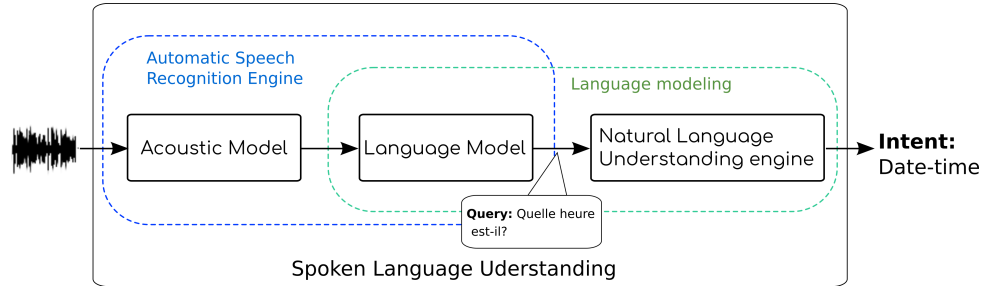 Automatic Speech
Recognition Engine
Language modeling
Acoustic Model
Language Model
Natural Language
Understanding engine
Intent:
Date-time
Query: Quelle heure
est-il?
Spoken Language Uderstanding